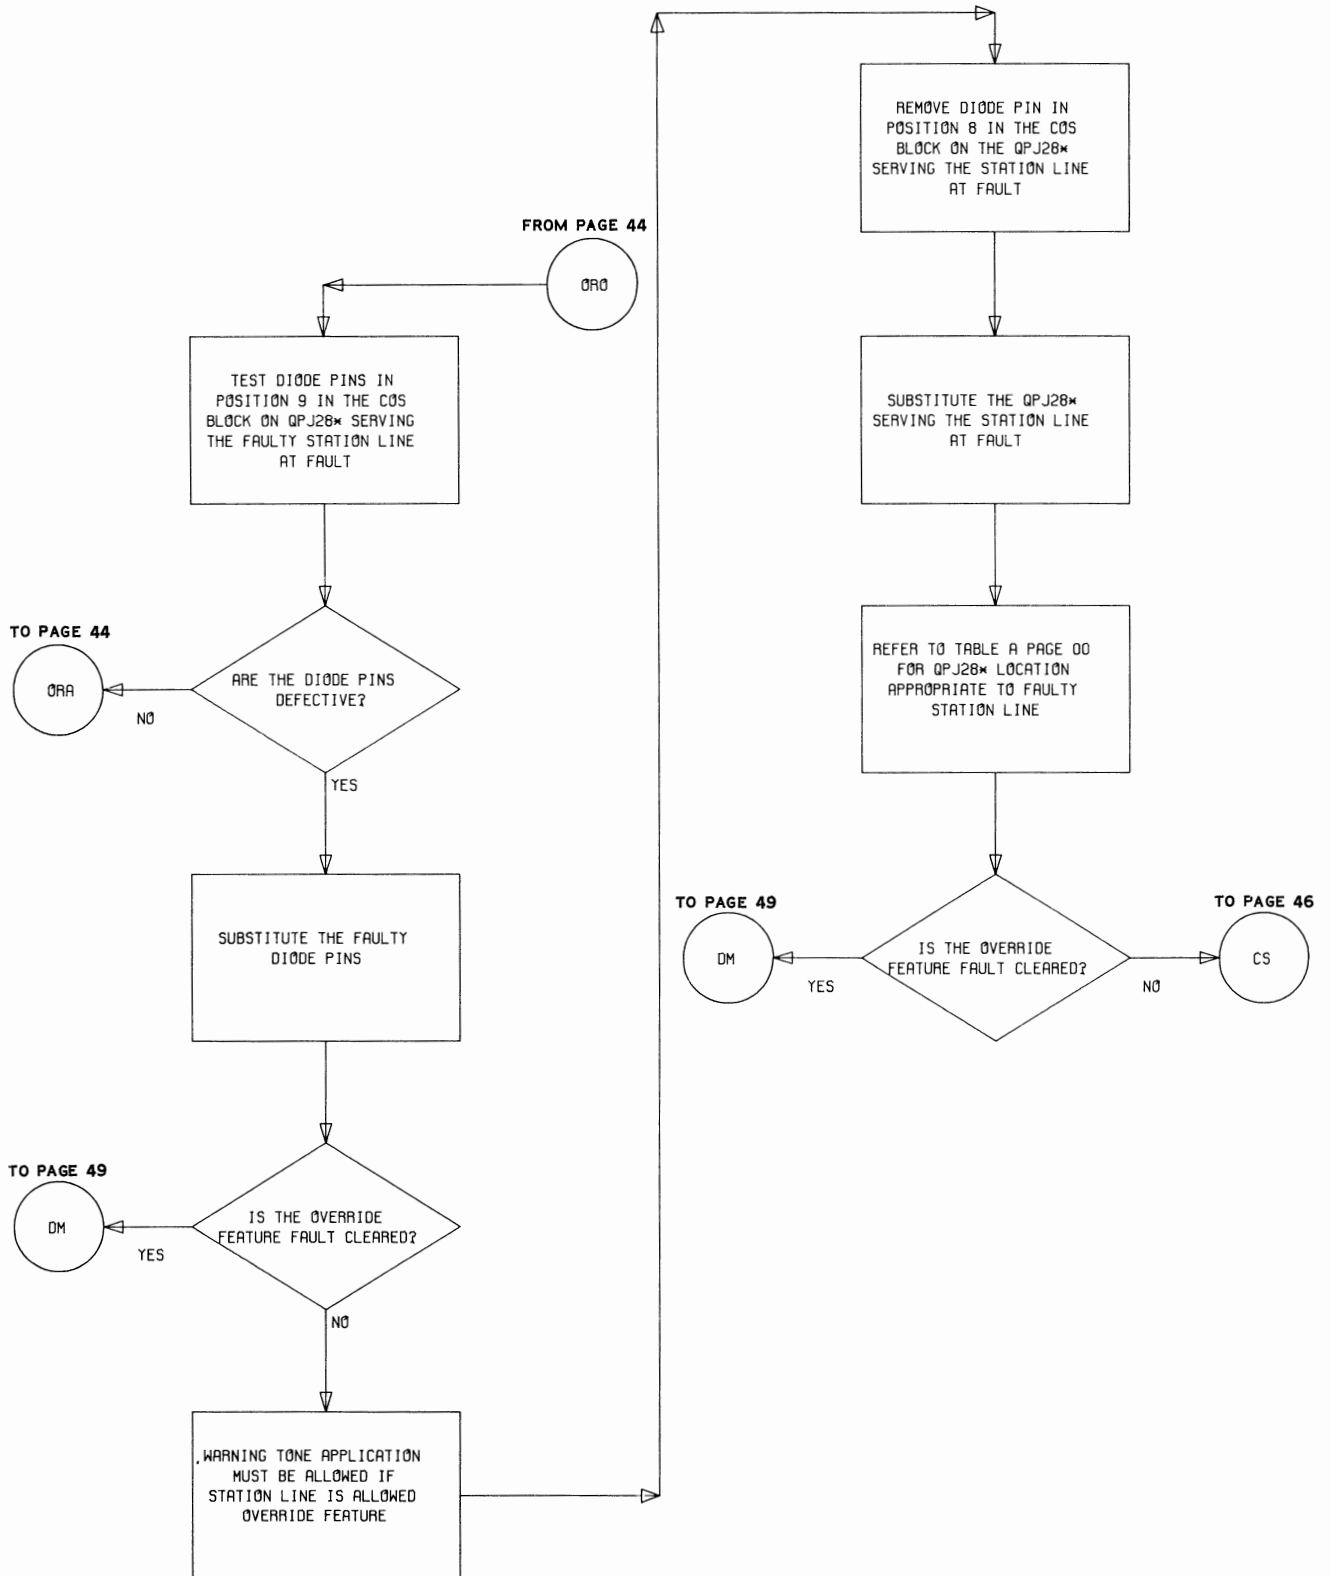 FROM PAGE 44
ORO
TEST DIODE PINS IN
POSITION 9 IN THE COS
BLOCK ON QPJ28* SERVING
THE FAULTY STATION LINE
AT FAULT
ARE THE DIODE PINS
DEFECTIVE?
NO
TO PAGE 44
ORA
YES
SUBSTITUTE THE FAULTY
DIODE PINS
IS THE OVERRIDE
FEATURE FAULT CLEARED?
YES
TO PAGE 49
DM
NO
WARNING TONE APPLICATION
MUST BE ALLOWED IF
STATION LINE IS ALLOWED
OVERRIDE FEATURE
REMOVE DIODE PIN IN
POSITION 8 IN THE COS
BLOCK ON THE QPJ28*
SERVING THE STATION LINE
AT FAULT
SUBSTITUTE THE QPJ28*
SERVING THE STATION LINE
AT FAULT
REFER TO TABLE A PAGE 00
FOR QPJ28* LOCATION
APPROPRIATE TO FAULTY
STATION LINE
IS THE OVERRIDE
FEATURE FAULT CLEARED?
YES
TO PAGE 49
DM
NO
TO PAGE 46
CS